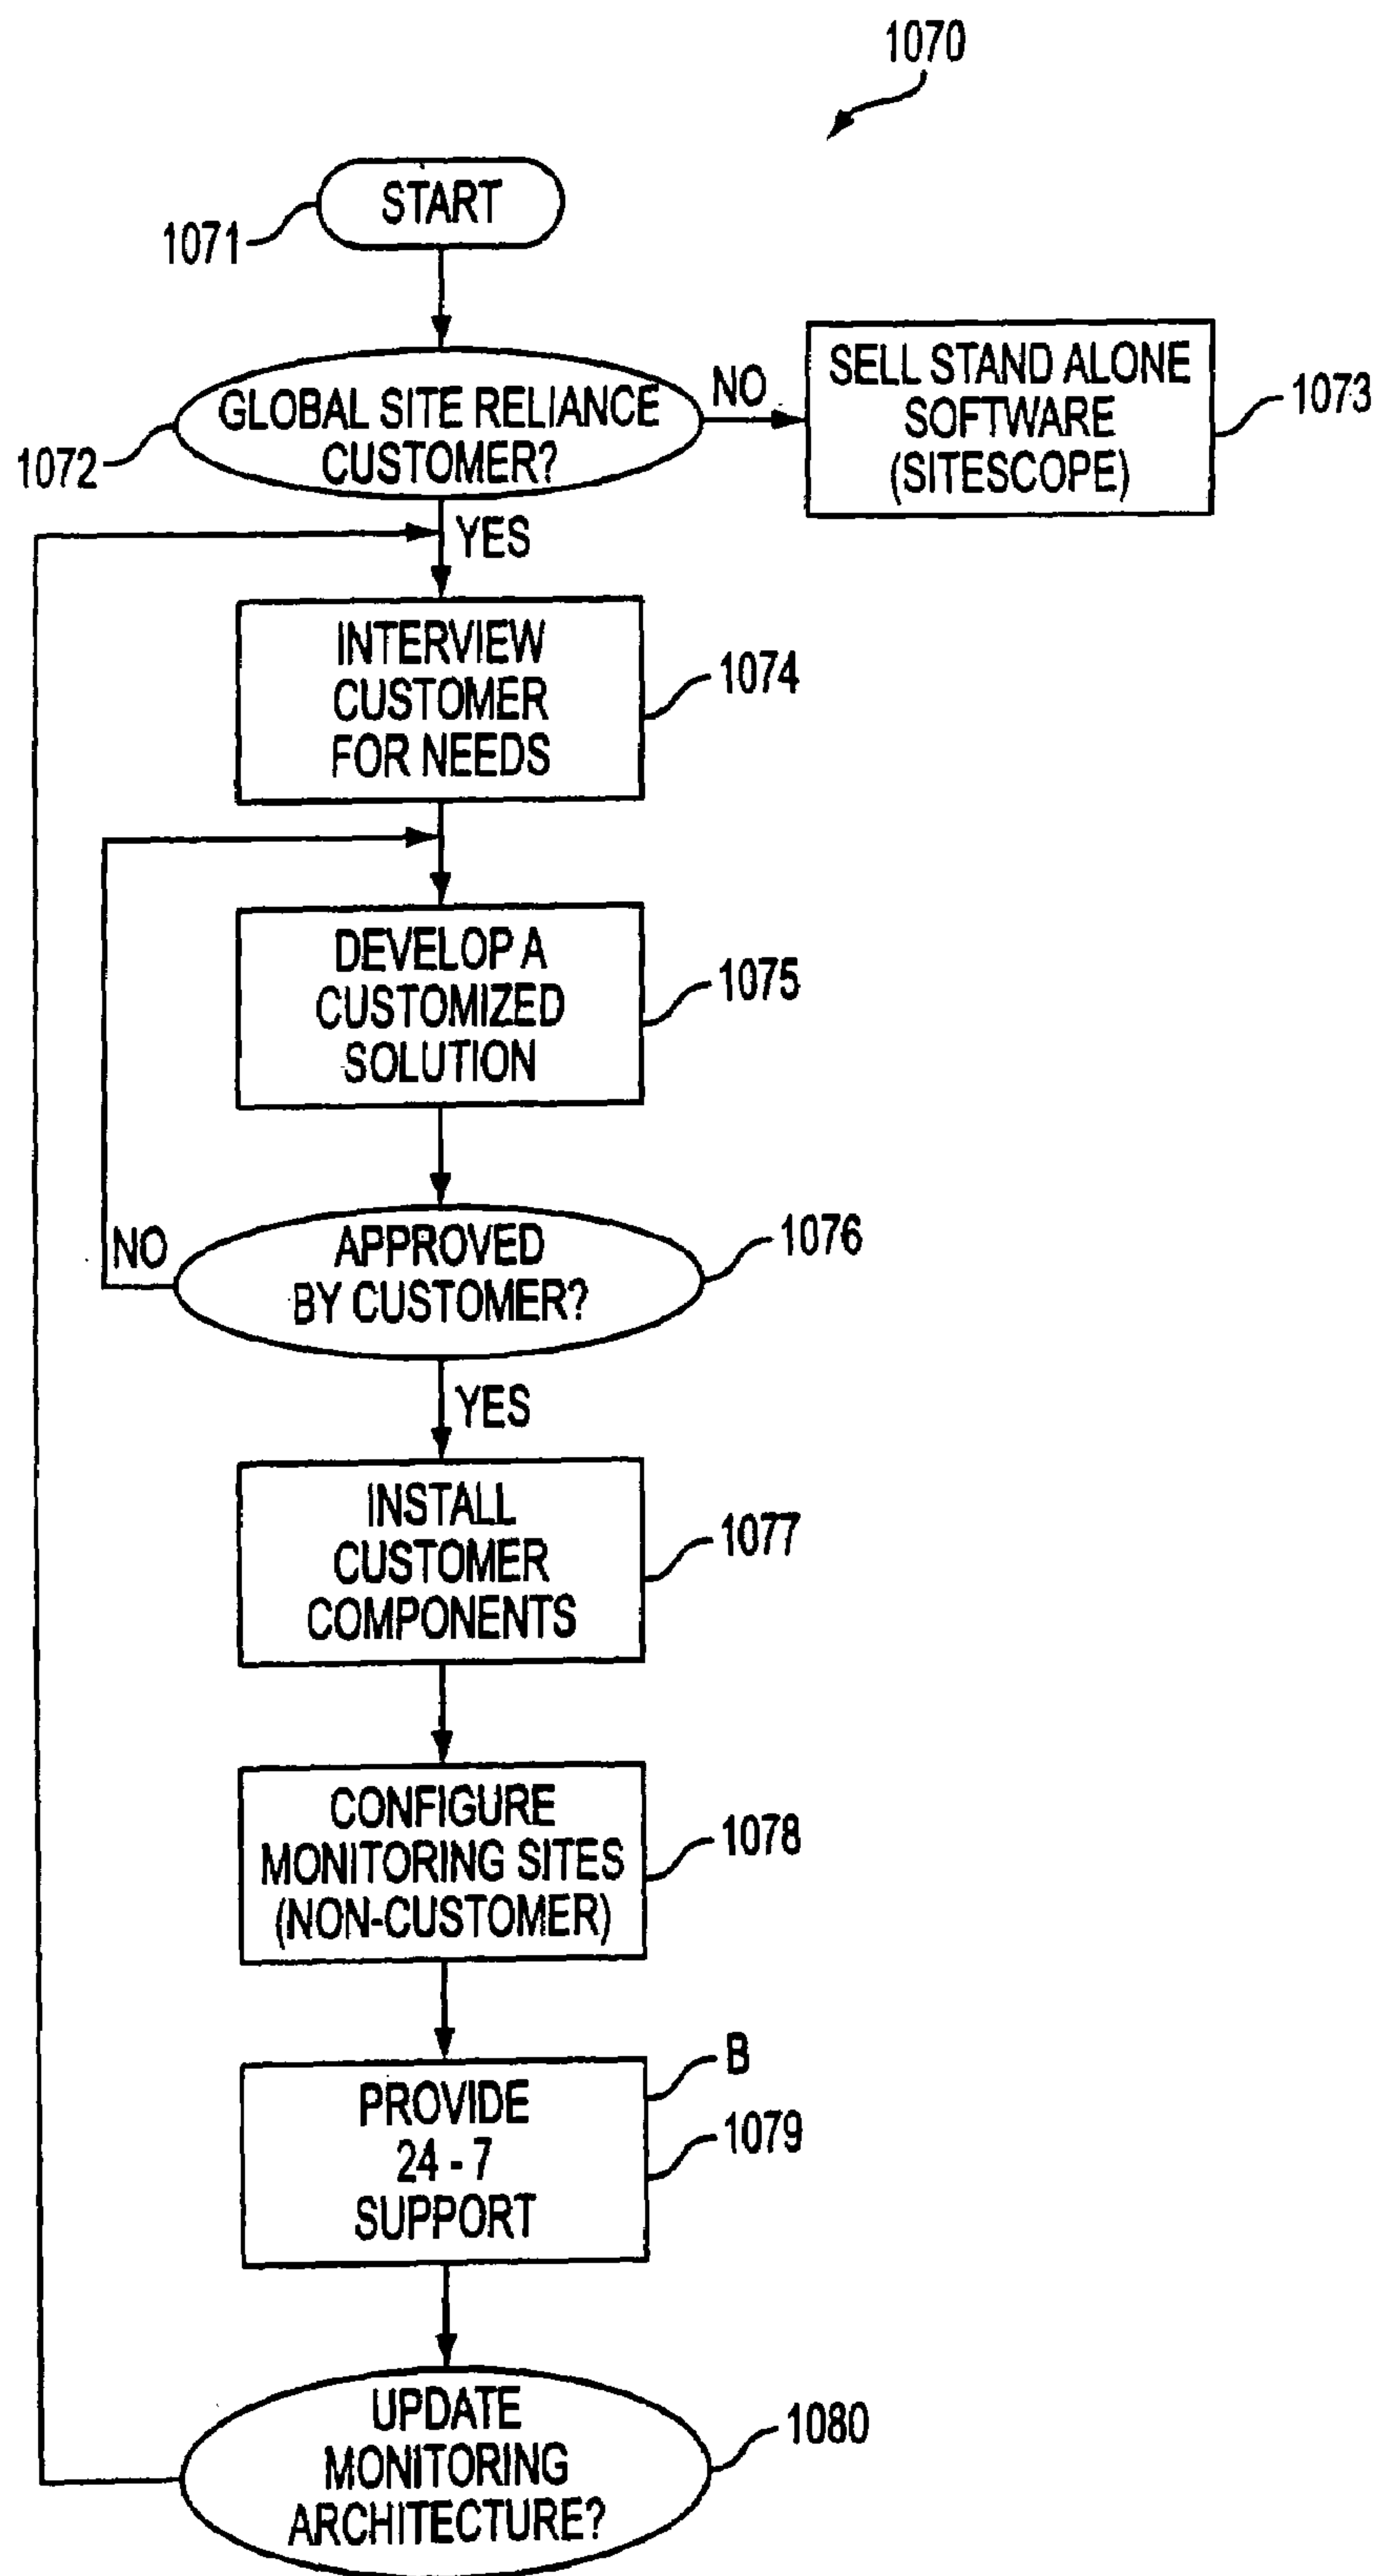 1070
START
1071
GLOBAL SITE RELIANCE
CUSTOMER?
1072
NO
SELL STAND ALONE
SOFTWARE
(SITESCOPE)
1073
YES
INTERVIEW
CUSTOMER
FOR NEEDS
1074
DEVELOP A
CUSTOMIZED
SOLUTION
1075
APPROVED
BY CUSTOMER?
1076
NO
YES
INSTALL
CUSTOMER
COMPONENTS
1077
CONFIGURE
MONITORING SITES
(NON-CUSTOMER)
1078
PROVIDE
24 - 7
SUPPORT
B
1079
UPDATE
MONITORING
ARCHITECTURE?
1080